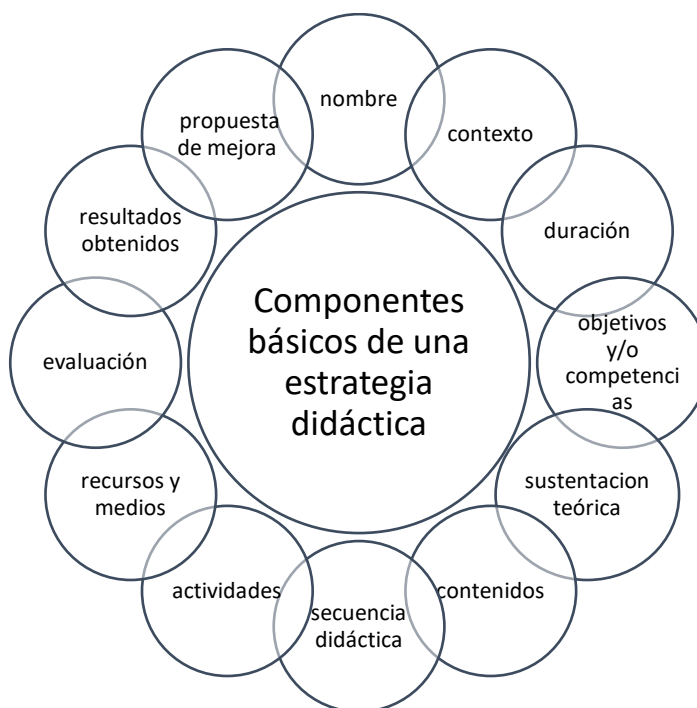 Componentes
básicos de una
estrategia
didáctica
nombre
contexto
duración
objetivos
y/o
competenci
as
sustentacion
teórica
contenidos
secuencia
didáctica
actividades
recursos y
medios
evaluación
resultados
obtenidos
propuesta
de mejora